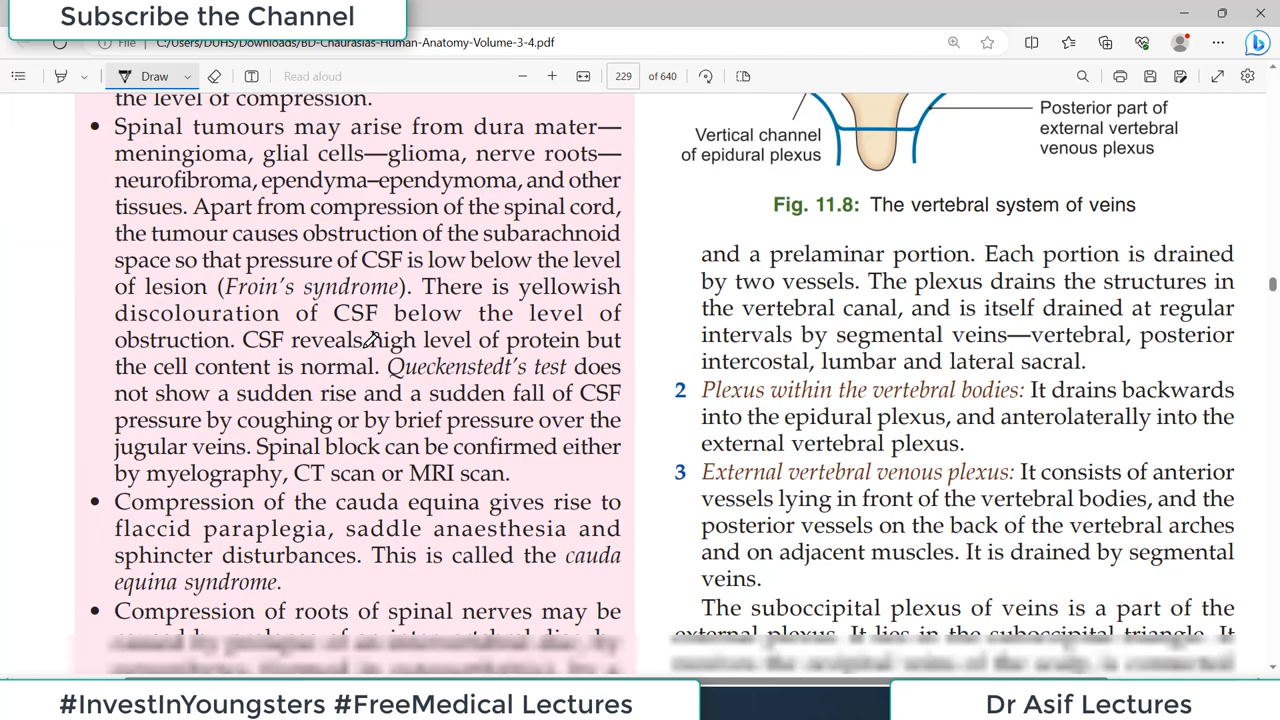 Subscribe the Channel
File
C:/Users/DUHS/Downloads/BD-Chaurasias-Human-Anatomy-Volume-3-4.pdf
Draw
Read aloud
229
of 640
the level of compression.
• Spinal tumours may arise from dura mater—
meningioma, glial cells—glioma, nerve roots—
neurofibroma, ependyma–ependymoma, and other
tissues. Apart from compression of the spinal cord,
the tumour causes obstruction of the subarachnoid
space so that pressure of CSF is low below the level
of lesion (Froin's syndrome). There is yellowish
discolouration of CSF below the level of
obstruction. CSF reveals high level of protein but
the cell content is normal. Queckenstedt's test does
not show a sudden rise and a sudden fall of CSF
pressure by coughing or by brief pressure over the
jugular veins. Spinal block can be confirmed either
by myelography, CT scan or MRI scan.
• Compression of the cauda equina gives rise to
flaccid paraplegia, saddle anaesthesia and
sphincter disturbances. This is called the cauda
equina syndrome.
• Compression of roots of spinal nerves may be
Vertical channel
of epidural plexus
Posterior part of
external vertebral
venous plexus
Fig. 11.8: The vertebral system of veins
and a prelaminar portion. Each portion is drained
by two vessels. The plexus drains the structures in
the vertebral canal, and is itself drained at regular
intervals by segmental veins—vertebral, posterior
intercostal, lumbar and lateral sacral.
2 Plexus within the vertebral bodies: It drains backwards
into the epidural plexus, and anterolaterally into the
external vertebral plexus.
3 External vertebral venous plexus: It consists of anterior
vessels lying in front of the vertebral bodies, and the
posterior vessels on the back of the vertebral arches
and on adjacent muscles. It is drained by segmental
veins.
The suboccipital plexus of veins is a part of the
external plexus. It lies in the suboccipital triangle. It
#InvestInYoungsters #FreeMedical Lectures
Dr Asif Lectures